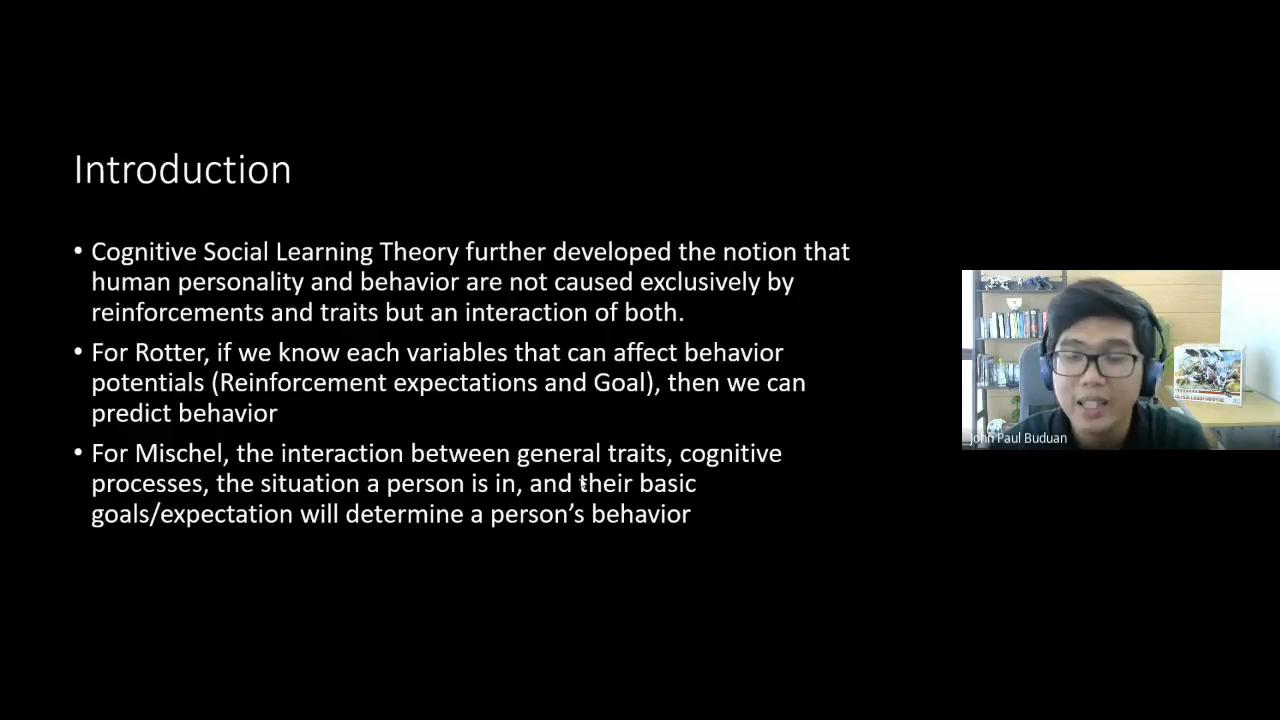 Introduction
• Cognitive Social Learning Theory further developed the notion that
human personality and behavior are not caused exclusively by
reinforcements and traits but an interaction of both.
• For Rotter, if we know each variables that can affect behavior
potentials (Reinforcement expectations and Goal), then we can
predict behavior
• For Mischel, the interaction between general traits, cognitive
processes, the situation a person is in, and their basic
goals/expectation will determine a person's behavior
John Paul Buduan